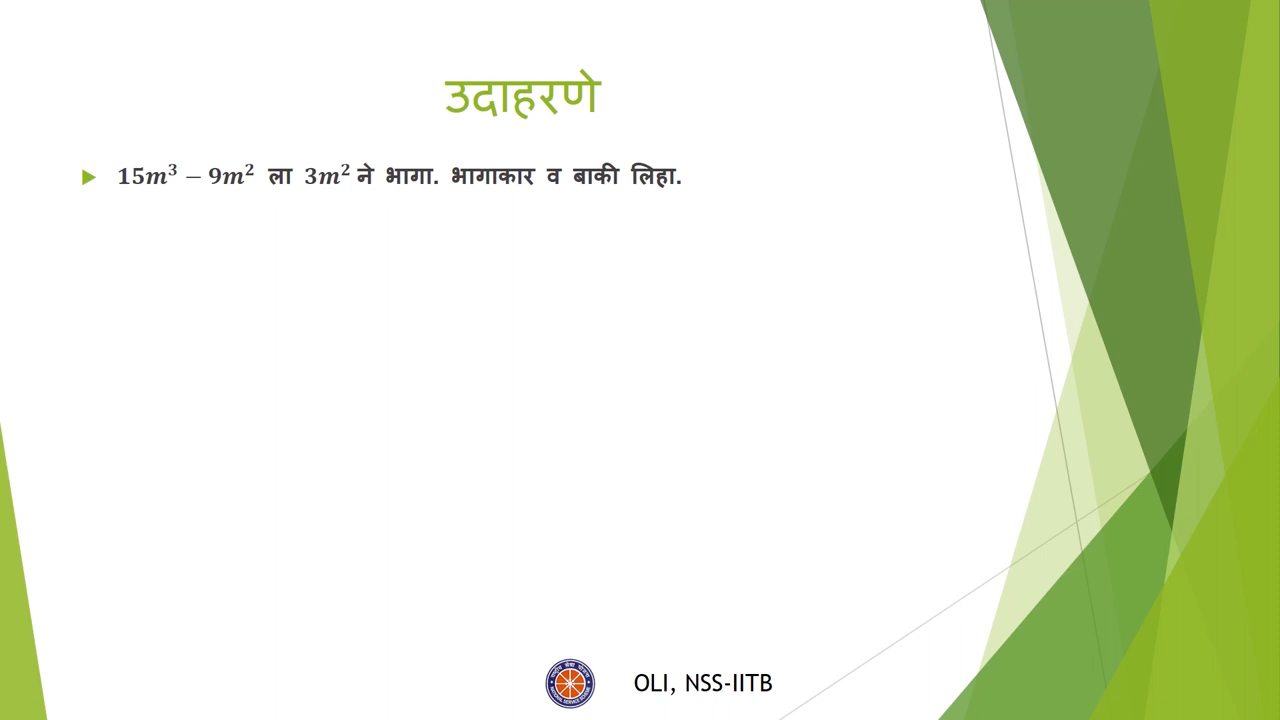 उदाहरणे
15m³ − 9m² ला 3m² ने भागा. भागाकार व बाकी लिहा.
OLI, NSS-IITB